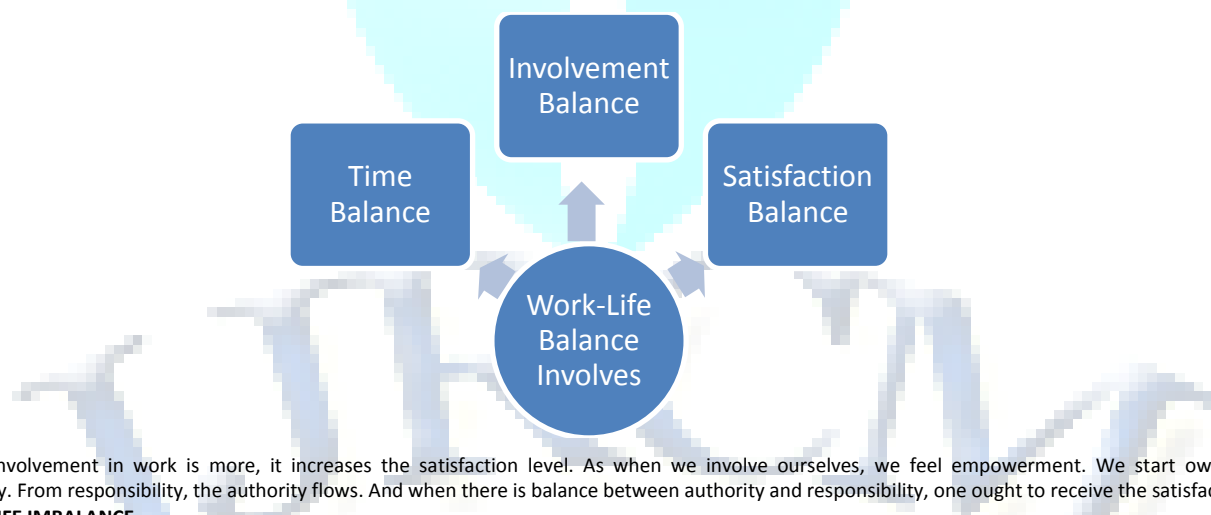 Involvement
Balance
Time
Balance
Satisfaction
Balance
Work-Life
Balance
Involves
nvolvement in work is more, it increases the satisfaction level. As when we involve ourselves, we feel empowerment. We start ow
y. From responsibility, the authority flows. And when there is balance between authority and responsibility, one ought to receive the satisfac
IFE IMBALANCE